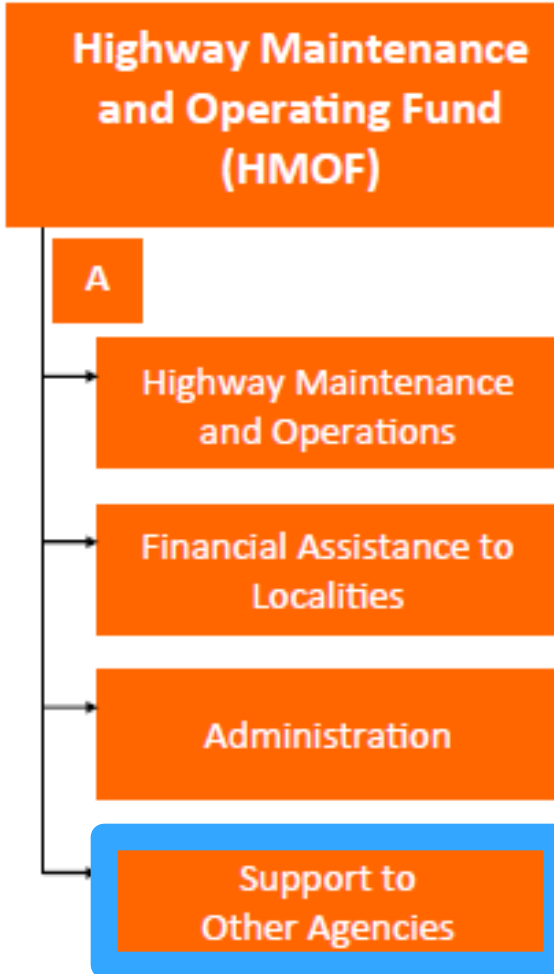 Highway Maintenance
and Operating Fund
(HMOF)
A
Highway Maintenance
and Operations
Financial Assistance to
Localities
Administration
Support to
Other Agencies